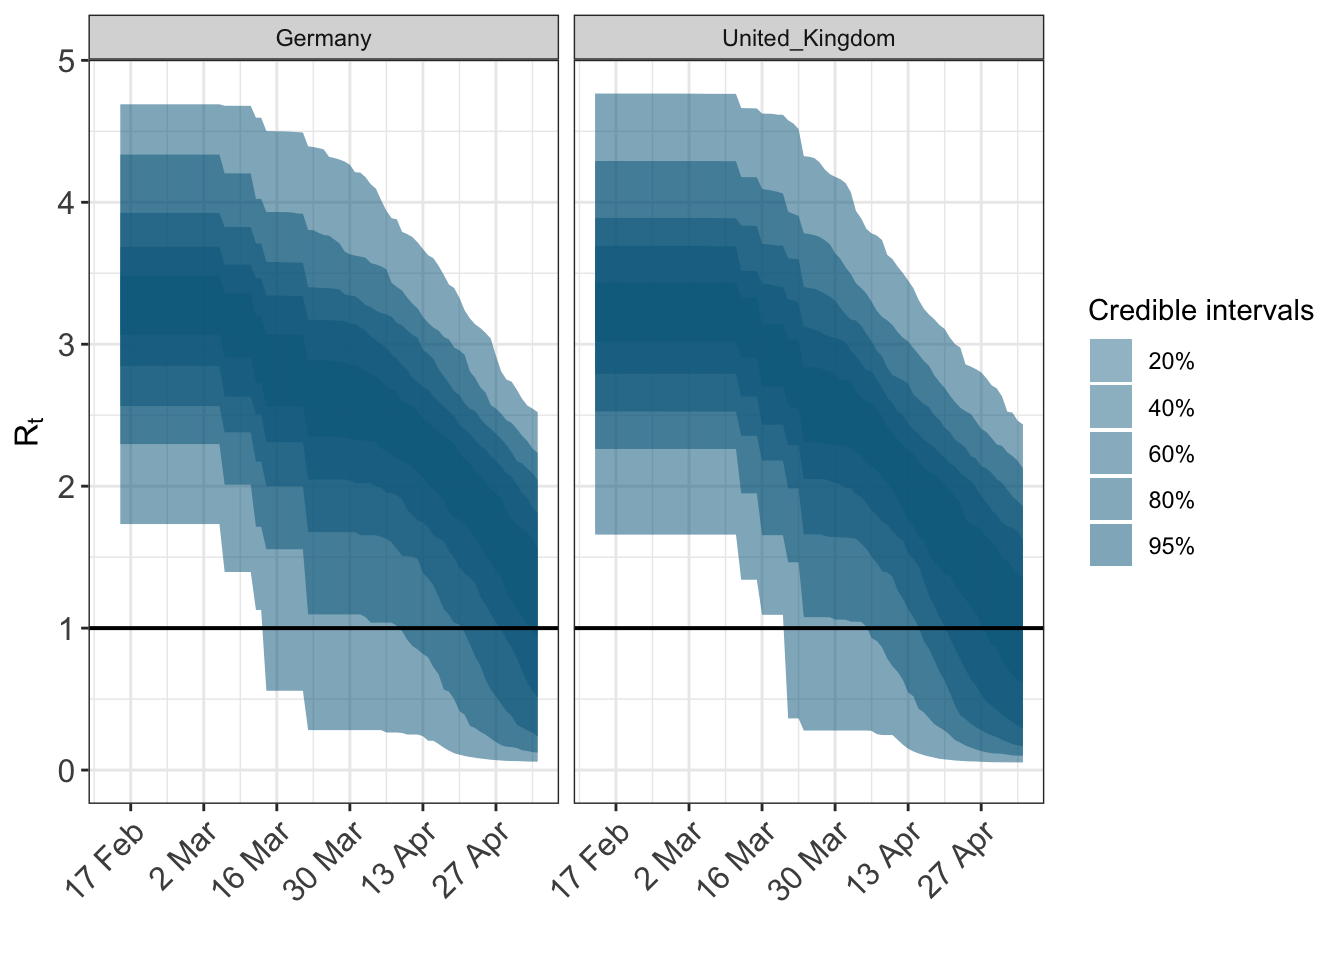 Germany
United_Kingdom
5
4
3
2
1
0
Rt
17 Feb
2 Mar
16 Mar
30 Mar
13 Apr
27 Apr
17 Feb
2 Mar
16 Mar
30 Mar
13 Apr
27 Apr
Credible intervals
20%
40%
60%
80%
95%